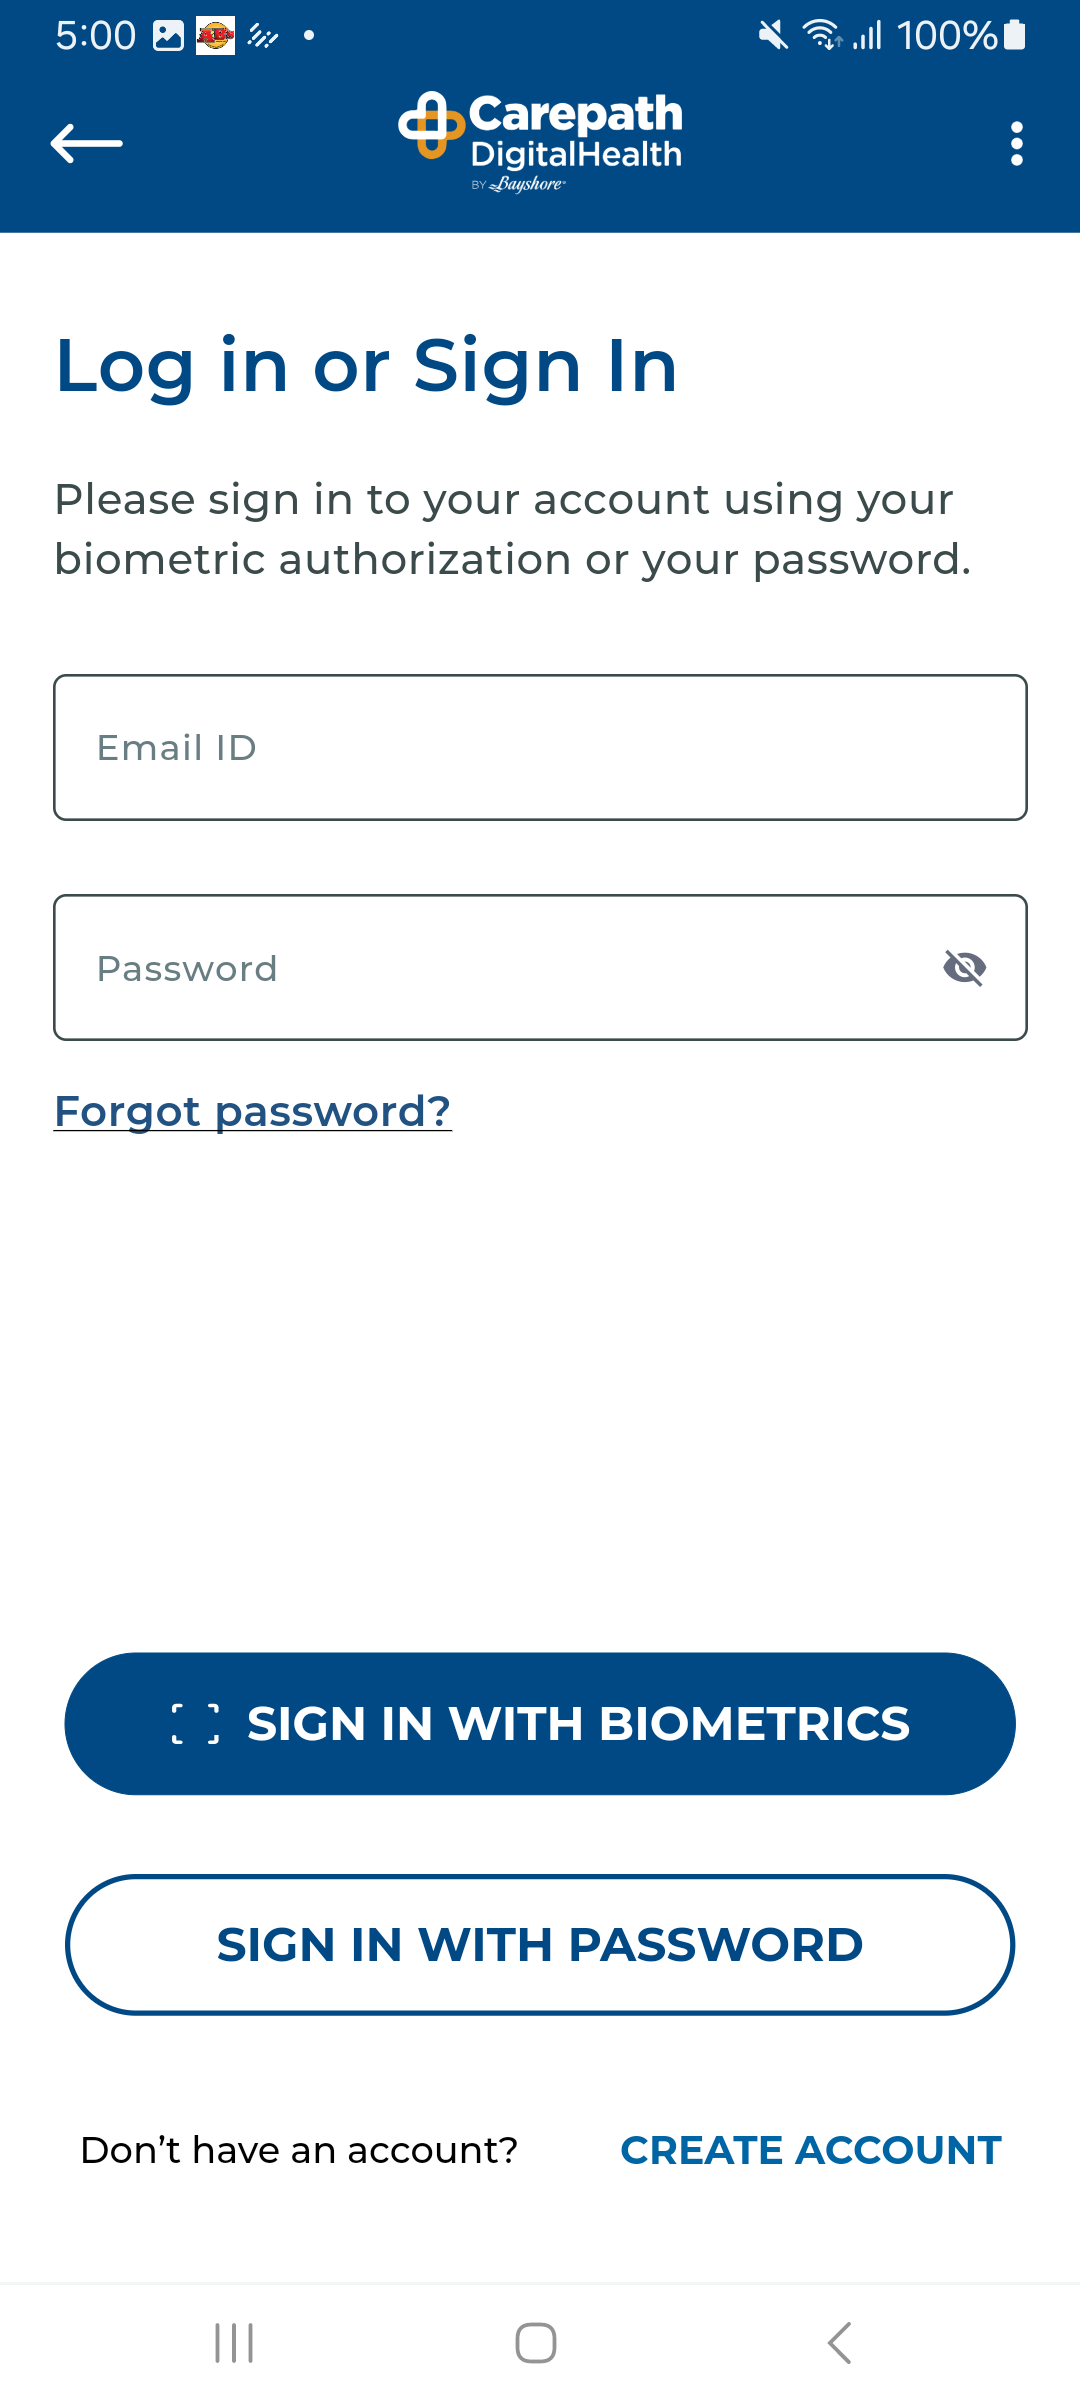 5:00
100%
Carepath
DigitalHealth
BY Bayshore
Log in or Sign In
Please sign in to your account using your
biometric authorization or your password.
Email ID
Password
Forgot password?
SIGN IN WITH BIOMETRICS
SIGN IN WITH PASSWORD
Don’t have an account?
CREATE ACCOUNT